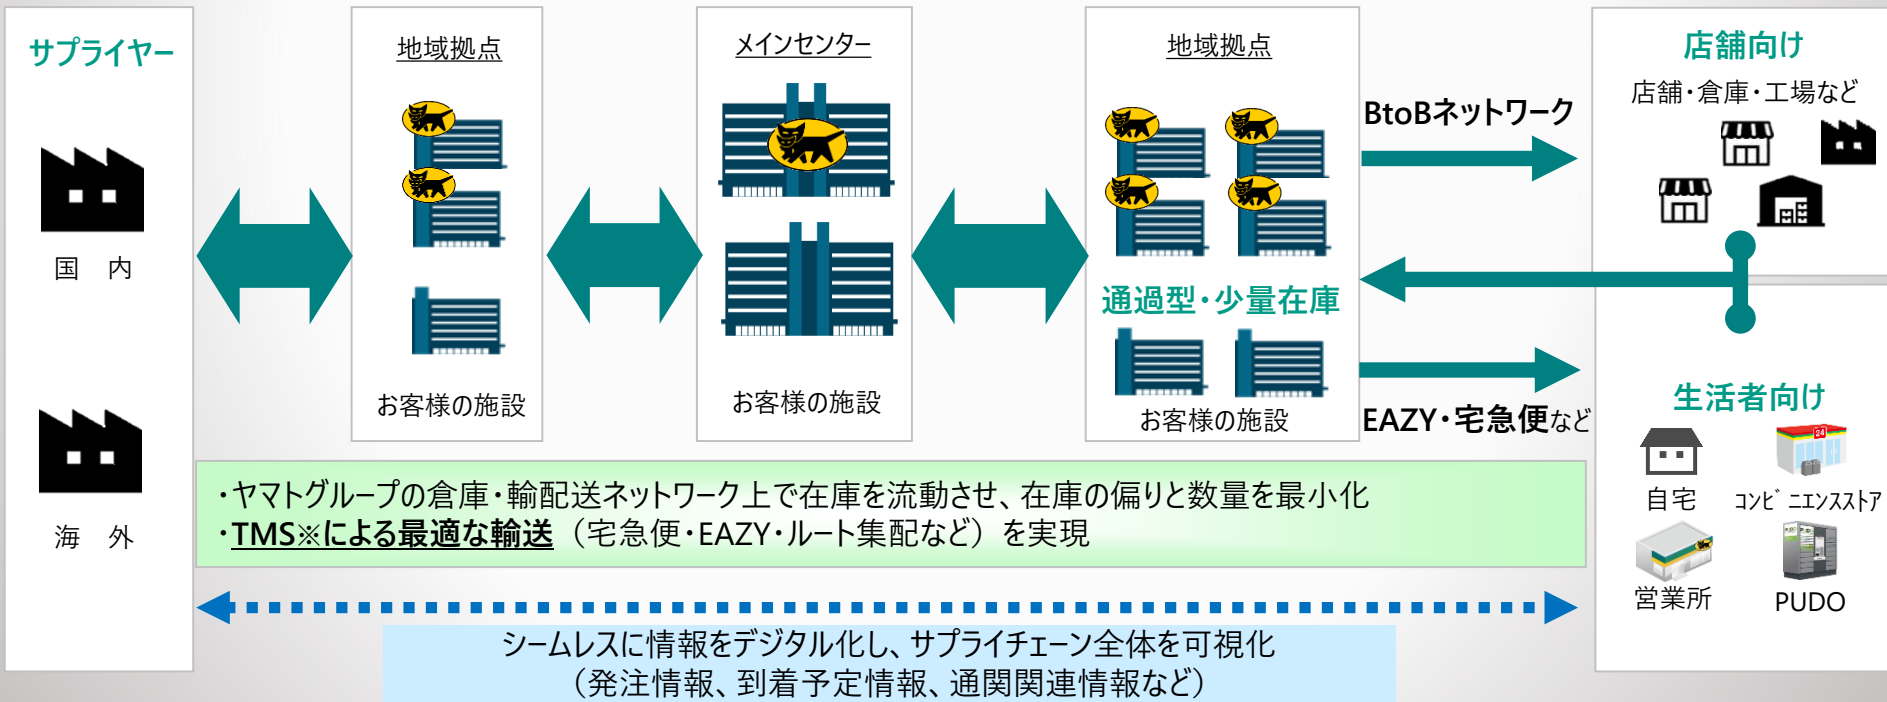 サプライヤー
国 内
海 外
地域拠点
お客様の施設
メインセンター
お客様の施設
地域拠点
通過型・少量在庫
お客様の施設
BtoBネットワーク
EAZY・宅急便など
店舗向け
店舗・倉庫・工場など
生活者向け
24
自宅
コンビニエンスストア
営業所
PUDO
・ヤマトグループの倉庫・輸配送ネットワーク上で在庫を流動させ、在庫の偏りと数量を最小化
・TMS※による最適な輸送（宅急便・EAZY・ルート集配など）を実現
シームレスに情報をデジタル化し、サプライチェーン全体を可視化
（発注情報、到着予定情報、通関関連情報など）